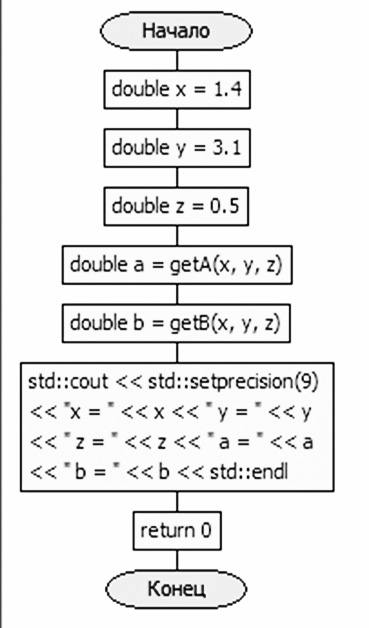 Начало
double x = 1.4
double y = 3.1
double z = 0.5
double a = getA(x, y, z)
double b = getB(x, y, z)
std::cout << std::setprecision(9)
<< "x = " << x << " y = " << y
<< " z = " << z << " a = " << a
<< " b = " << b << std::endl
return 0
Конец